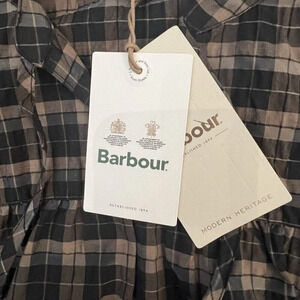 Barbour.
ESTABLISHED 1894
bour.
ESTABLISHED 1894
MODERN HERITAGE